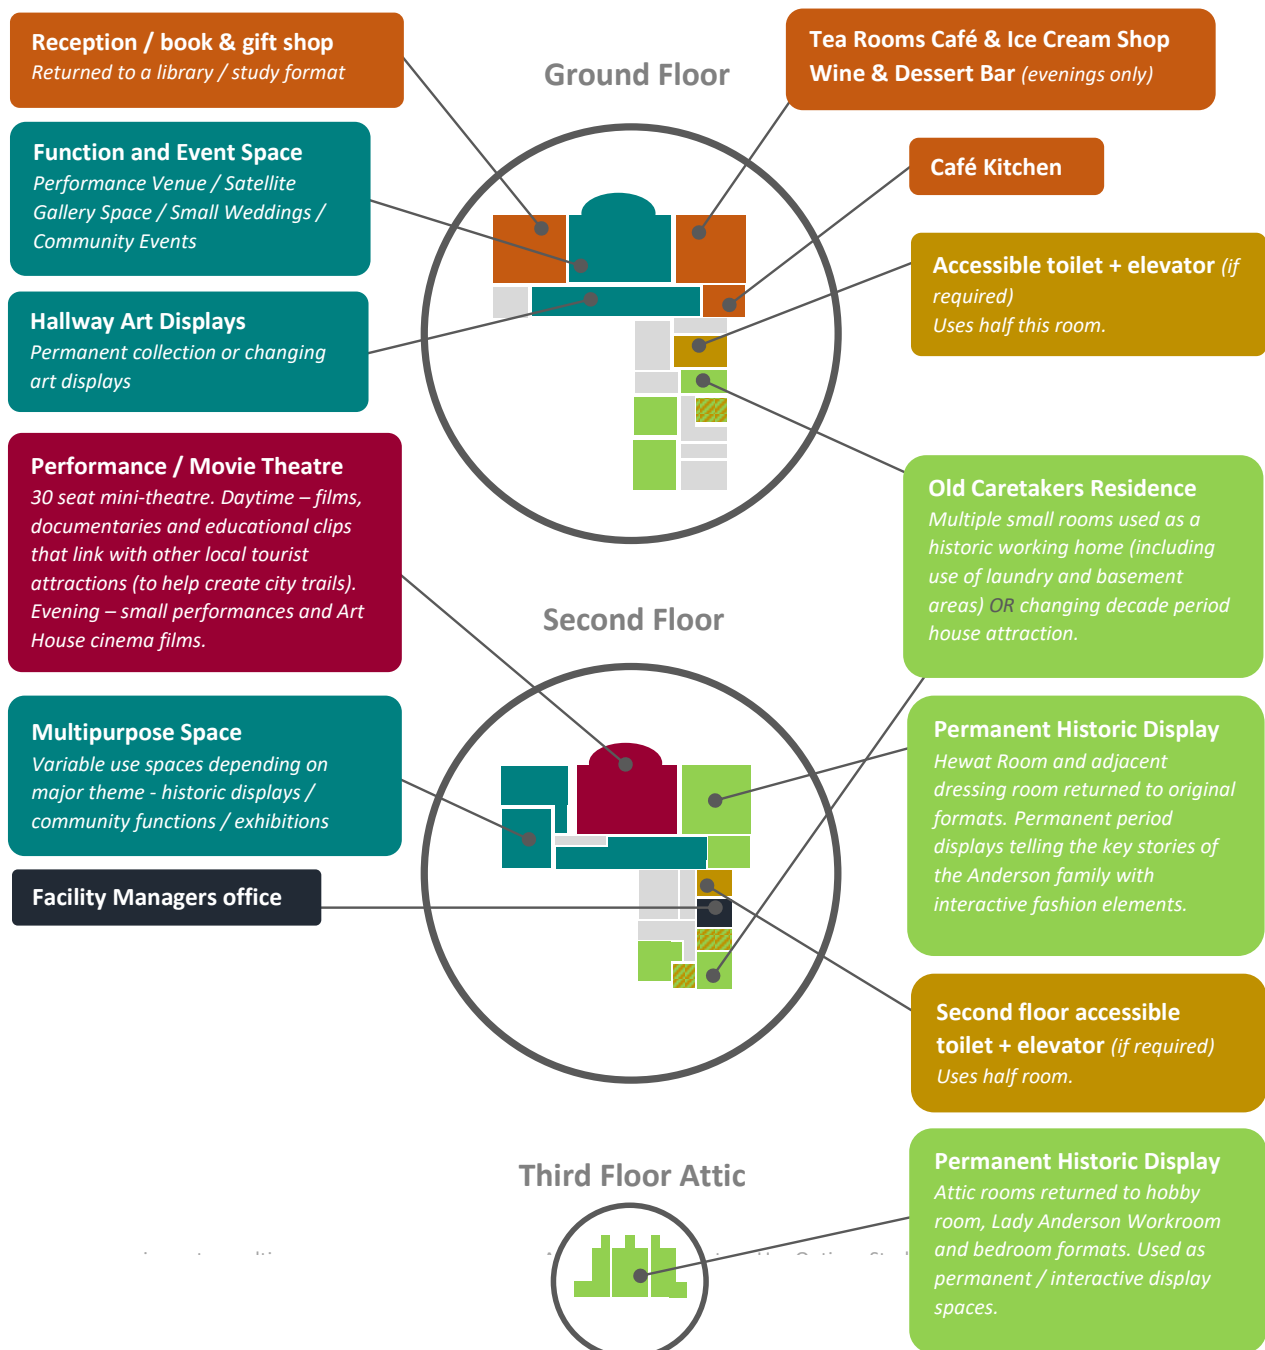 Reception / book & gift shop
Returned to a library / study format
Function and Event Space
Performance Venue / Satellite
Gallery Space / Small Weddings /
Community Events
Hallway Art Displays
Permanent collection or changing
art displays
Ground Floor
Tea Rooms Café & Ice Cream Shop
Wine & Dessert Bar (evenings only)
Café Kitchen
Accessible toilet + elevator (if
required)
Uses half this room.
Performance / Movie Theatre
30 seat mini-theatre. Daytime – films,
documentaries and educational clips
that link with other local tourist
attractions (to help create city trails).
Evening – small performances and Art
House cinema films.
Old Caretakers Residence
Multiple small rooms used as a
historic working home (including
use of laundry and basement
areas) OR changing decade period
house attraction.
Second Floor
Multipurpose Space
Variable use spaces depending on
major theme - historic displays /
community functions / exhibitions
Facility Managers office
Permanent Historic Display
Hewat Room and adjacent
dressing room returned to original
formats. Permanent period
displays telling the key stories of
the Anderson family with
interactive fashion elements.
Second floor accessible
toilet + elevator (if required)
Uses half room.
Third Floor Attic
Permanent Historic Display
Attic rooms returned to hobby
room, Lady Anderson Workroom
and bedroom formats. Used as
permanent / interactive display
spaces.